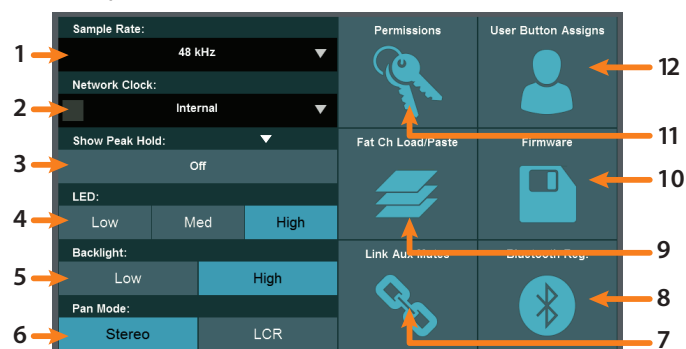 Sample Rate:
48 kHz
Network Clock:
Internal
Show Peak Hold:
Off
LED:
Low Med High
Backlight:
Low High
Pan Mode:
Stereo LCR
Permissions
User Button Assigns
Fat Ch Load/Paste
Firmware
Link Aux Mutes
Bluetooth Reg.
1
2
3
4
5
6
7
8
9
10
11
12